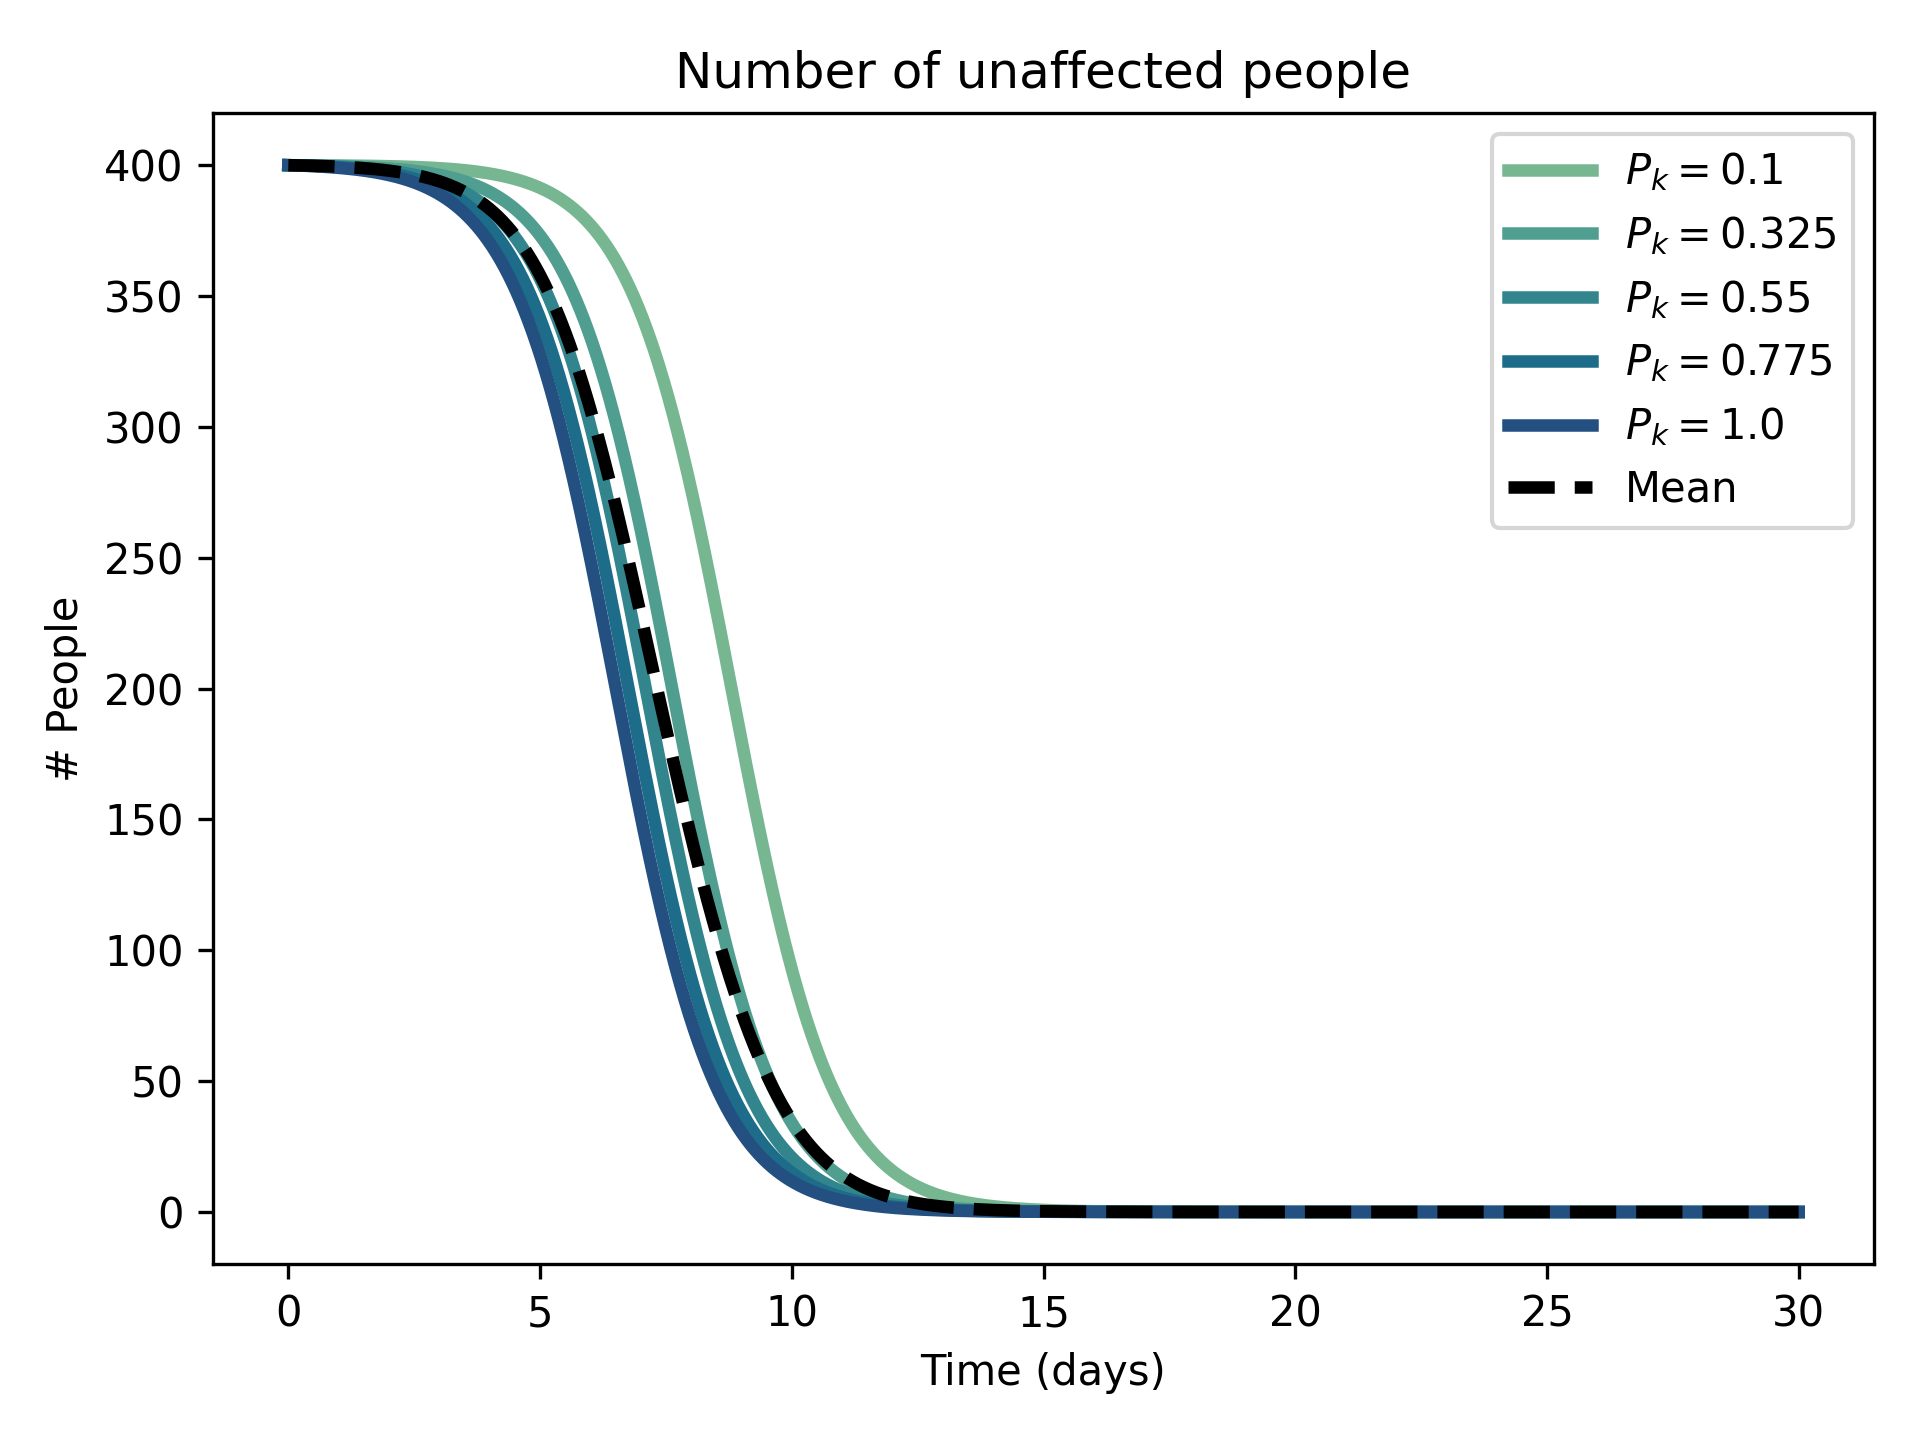 Number of unaffected people
400
350
300
250
200
150
100
50
0
# People
0 5 10 15 20 25 30
Time (days)
P_k = 0.1
P_k = 0.325
P_k = 0.55
P_k = 0.775
P_k = 1.0
Mean